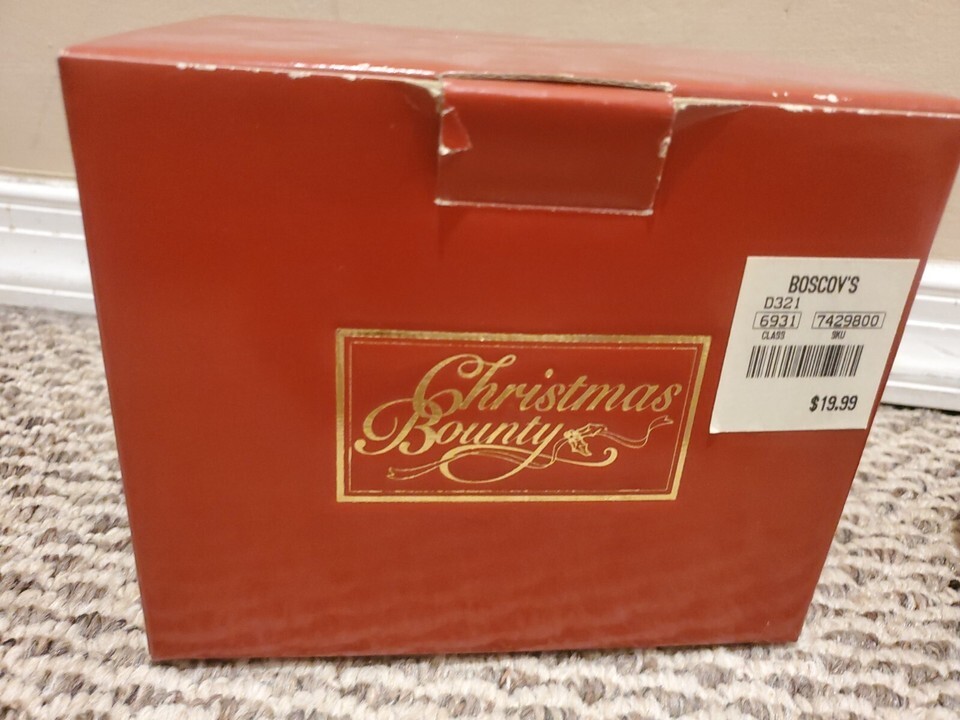 Christmas
Bounty
BOSCOV'S
D321
6931 7429800
CLASS SKU
$19.99